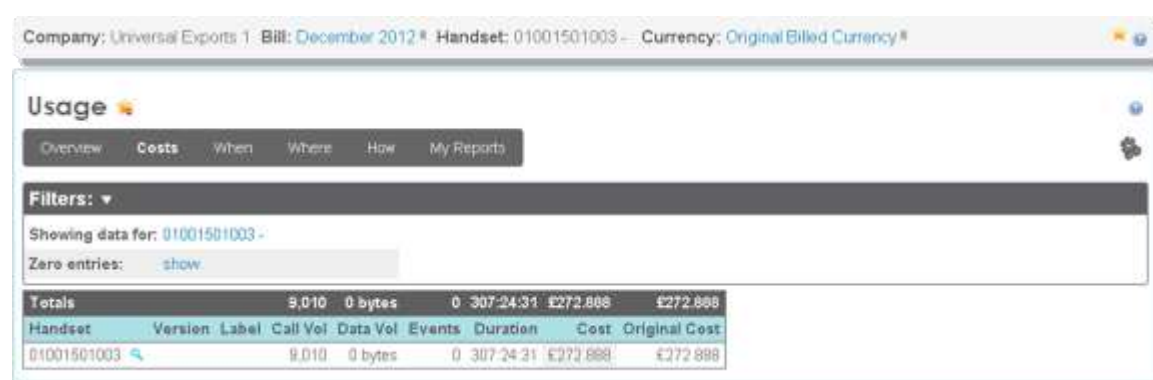 Company: Universal Exports 1 Bill: December 2012 Handset: 01001501003 - Currency: Original Billed Currency
Usage
Overview Costs When Where How My Reports
Filters:
Showing data for: 01001501003 -
Zero entries: show
Totals 9,010 0 bytes 0 307:24:31 £272.888 £272.888
Handset Version Label Call Vol Data Vol Events Duration Cost Original Cost
01001501003 9,010 0 bytes 0 307:24:31 £272.888 £272.888